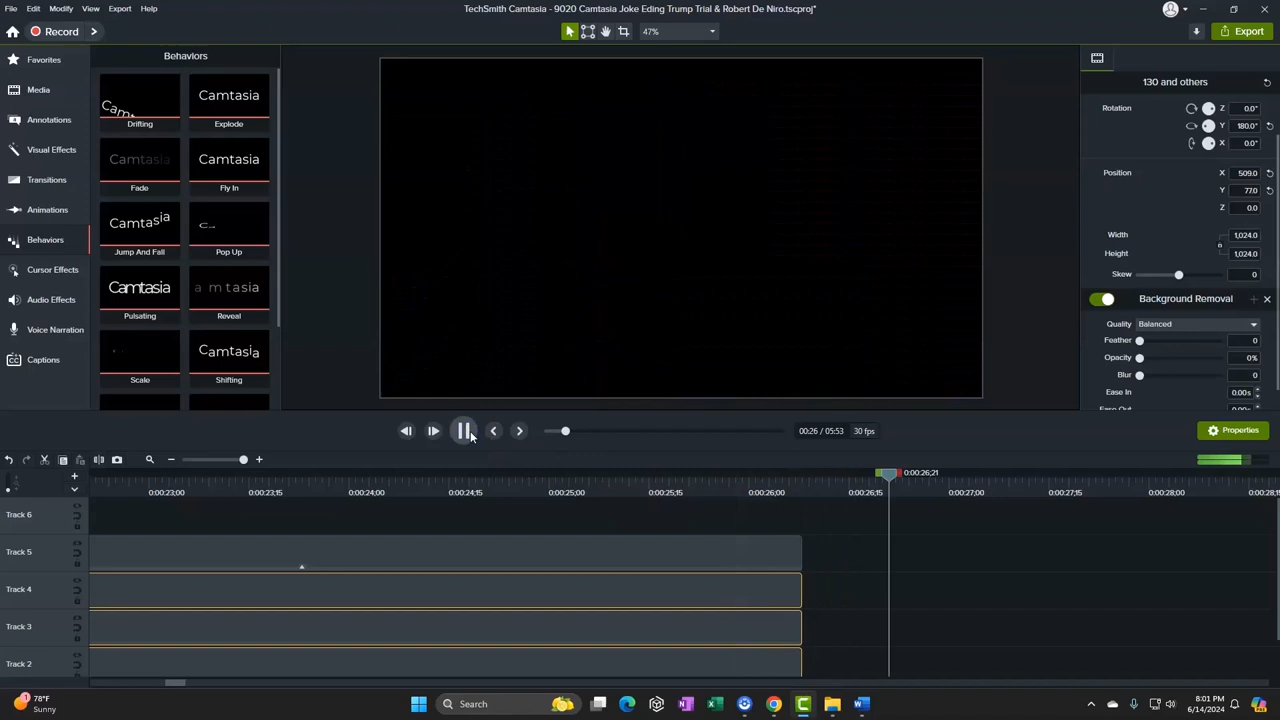 File Edit Modify View Export Help
TechSmith Camtasia - 9020 Camtasia Joke Eding Trump Trial & Robert De Niro.tscproj*
Record
47%
Export
Favorites
Media
Annotations
Visual Effects
Transitions
Animations
Behaviors
Cursor Effects
Audio Effects
Voice Narration
Captions
Behaviors
Drifting
Camtasia
Explode
Camtasia
Fade
Camtasia
Fly In
Camtasia
Jump And Fall
Pop Up
Camtasia
Pulsating
a m t a s i a
Reveal
Scale
Camtasia
Shifting
130 and others
Rotation
Z 0.0°
Y 180.0°
X 0.0°
Position
X 509.0
Y 77.0
Z 0.0
Width 1,024.0
Height 1,024.0
Skew 0
Background Removal
Quality Balanced
Feather 0
Opacity 0%
Blur 0
Ease In 0.00s
Ease Out 0.00s
00:26 / 05:53 30 fps
Properties
0:00:26;21
0:00:23;00 0:00:23;15 0:00:24;00 0:00:24;15 0:00:25;00 0:00:25;15 0:00:26;00 0:00:26;15 0:00:27;00 0:00:27;15 0:00:28;00
Track 6
Track 5
Track 4
Track 3
Track 2
78°F
Sunny
Search
8:01 PM
6/14/2024